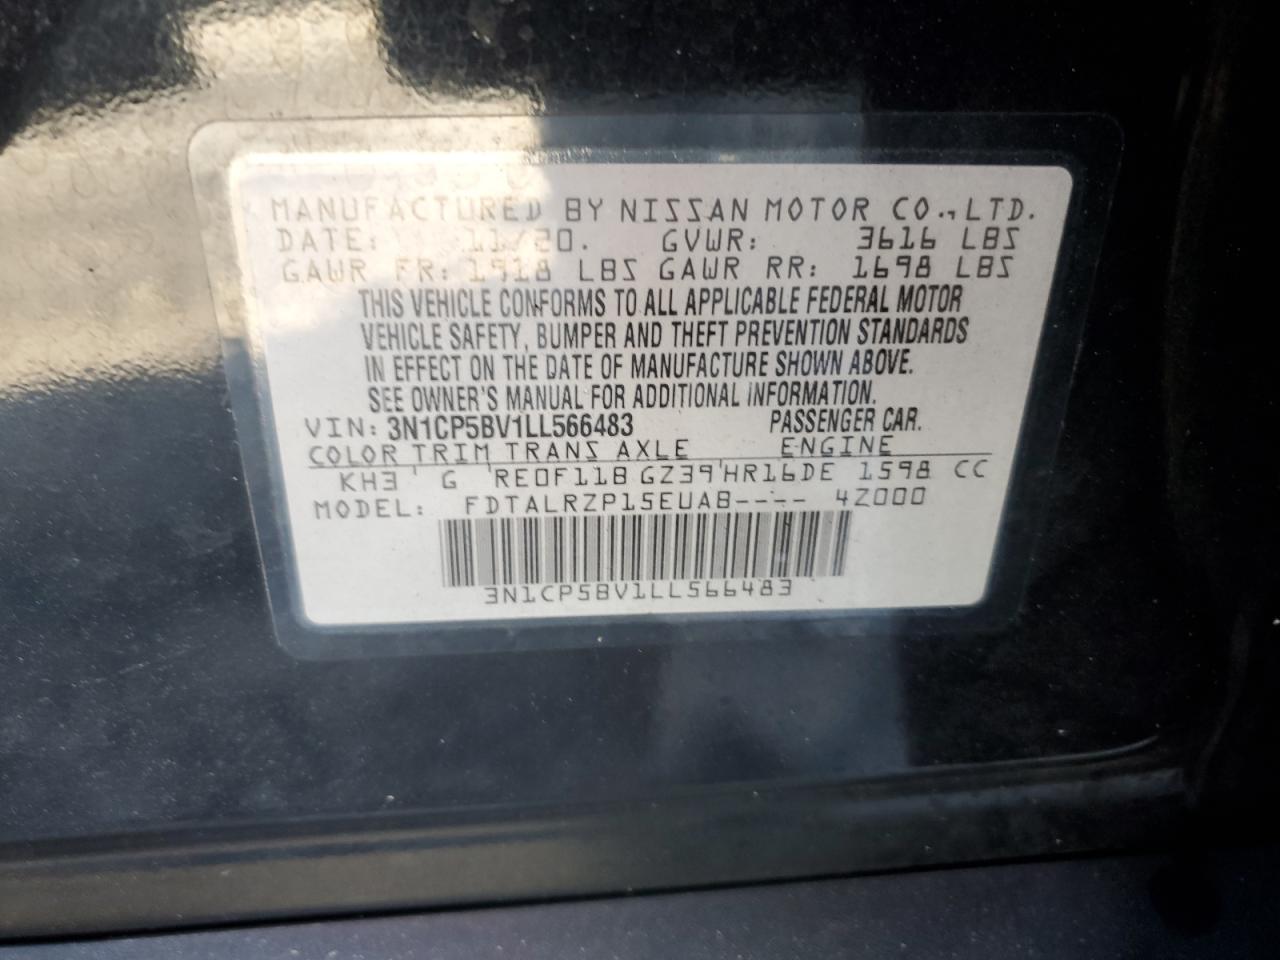 MANUFACTURED BY NISSAN MOTOR CO., LTD.
DATE: 11/20. GVWR: 3616 LBS
GAWR FR: 1918 LBS GAWR RR: 1698 LBS
THIS VEHICLE CONFORMS TO ALL APPLICABLE FEDERAL MOTOR
VEHICLE SAFETY, BUMPER AND THEFT PREVENTION STANDARDS
IN EFFECT ON THE DATE OF MANUFACTURE SHOWN ABOVE.
SEE OWNER'S MANUAL FOR ADDITIONAL INFORMATION.
VIN: 3N1CP5BV1LL566483 PASSENGER CAR.
COLOR TRIM TRANS AXLE ENGINE
KH3 G RE0F11B GZ39 HR16DE 1598 CC
MODEL: FDTALRZP15EUAB---- 4Z000
3N1CP5BV1LL566483